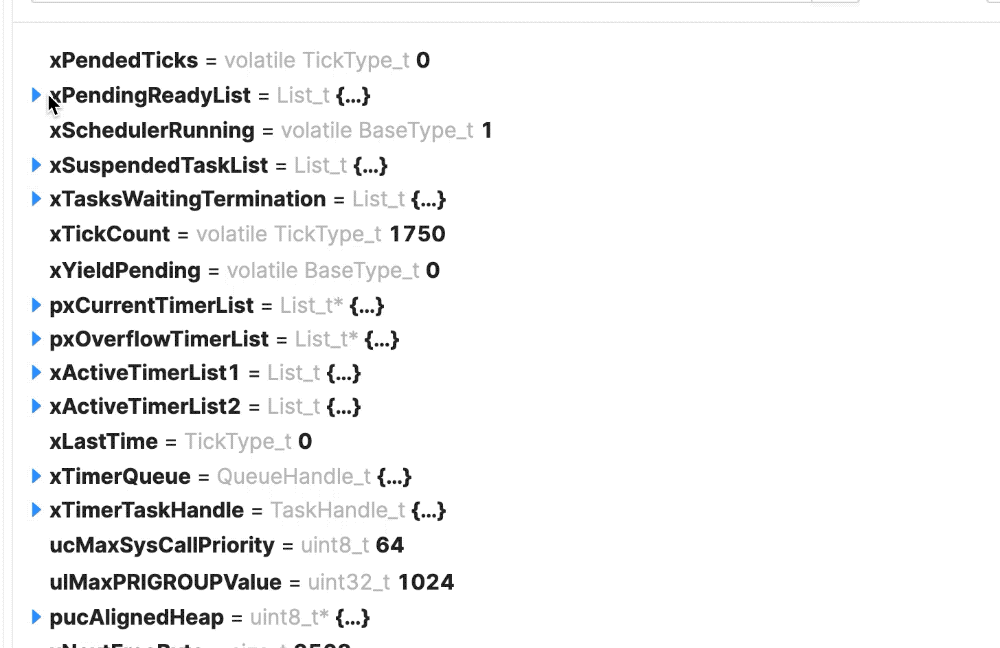 xPendedTicks = volatile TickType_t 0
xPendingReadyList = List_t {...}
xSchedulerRunning = volatile BaseType_t 1
xSuspendedTaskList = List_t {...}
xTasksWaitingTermination = List_t {...}
xTickCount = volatile TickType_t 1750
xYieldPending = volatile BaseType_t 0
pxCurrentTimerList = List_t* {...}
pxOverflowTimerList = List_t* {...}
xActiveTimerList1 = List_t {...}
xActiveTimerList2 = List_t {...}
xLastTime = TickType_t 0
xTimerQueue = QueueHandle_t {...}
xTimerTaskHandle = TaskHandle_t {...}
ucMaxSysCallPriority = uint8_t 64
ulMaxPRIGROUPValue = uint32_t 1024
pucAlignedHeap = uint8_t* {...}